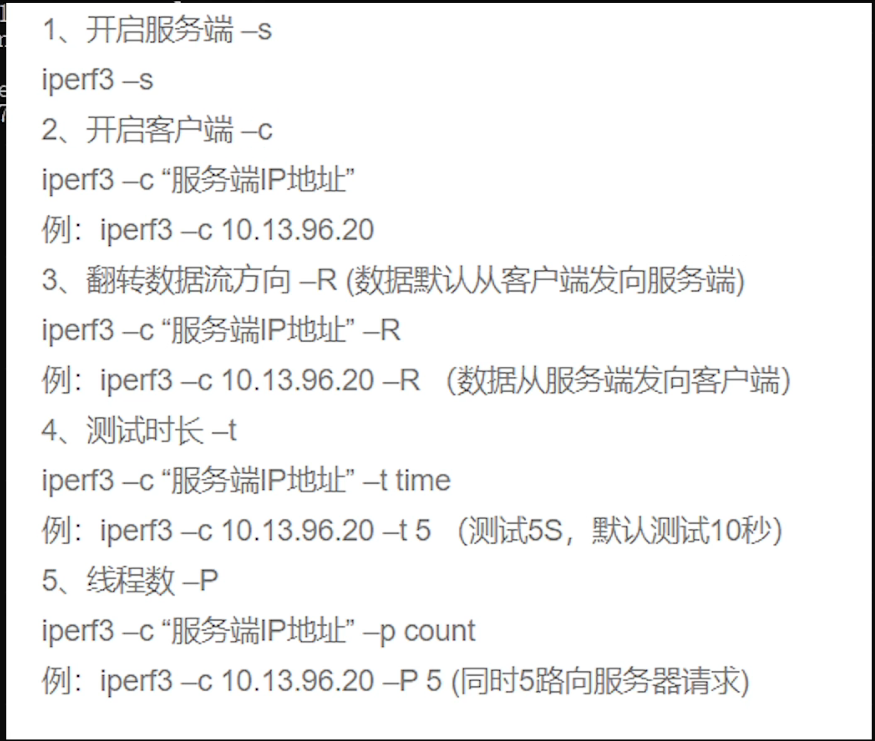 1、开启服务端 –s
iperf3 –s
2、开启客户端 –c
iperf3 –c “服务端IP地址”
例：iperf3 –c 10.13.96.20
3、翻转数据流方向 –R (数据默认从客户端发向服务端)
iperf3 –c “服务端IP地址” –R
例：iperf3 –c 10.13.96.20 –R （数据从服务端发向客户端）
4、测试时长 –t
iperf3 –c “服务端IP地址” –t time
例：iperf3 –c 10.13.96.20 –t 5 （测试5S，默认测试10秒）
5、线程数 –P
iperf3 –c “服务端IP地址” –p count
例：iperf3 –c 10.13.96.20 –P 5 (同时5路向服务器请求)